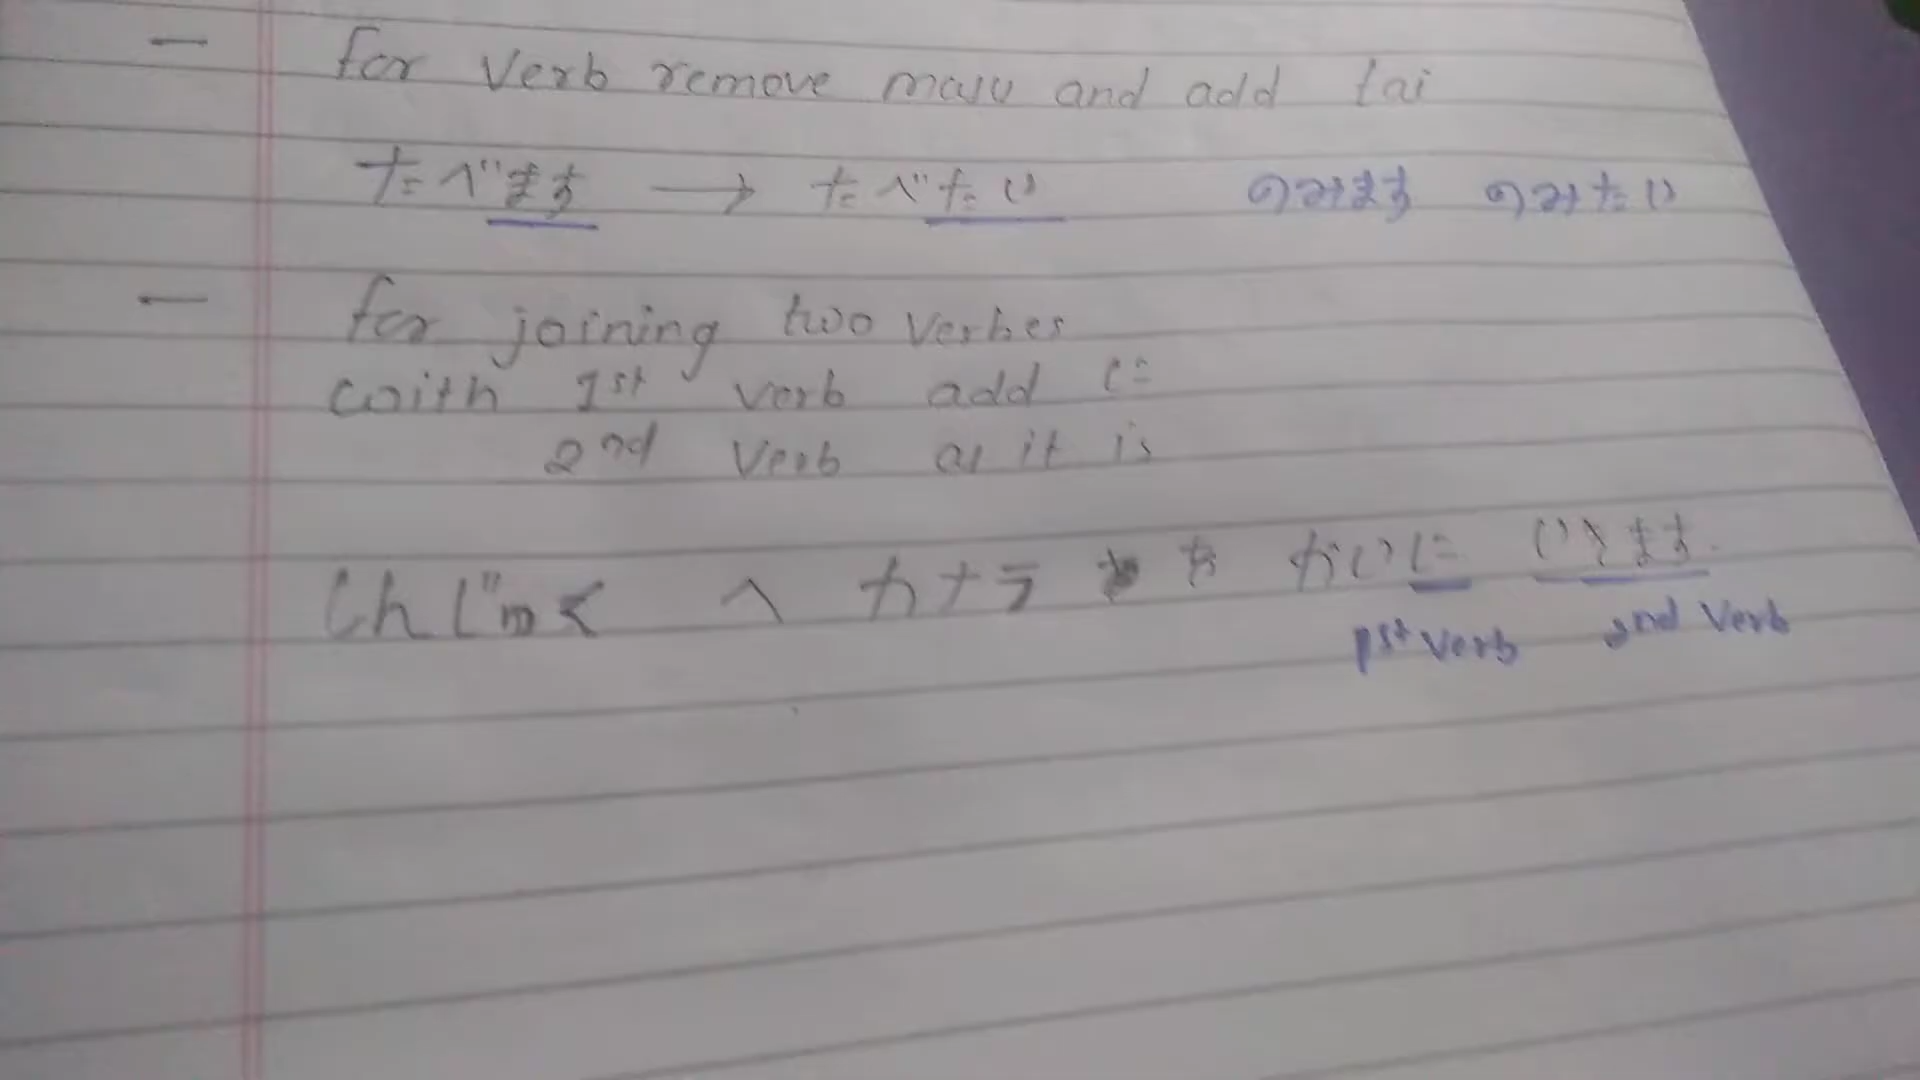 — for verb remove masu and add tai
たべます → たべたい のみます のみたい
— for joining two verbes
with 1st verb add に
2nd verb as it is
しんじゅく へ カメラ を かいに いきます.
1st verb 2nd verb